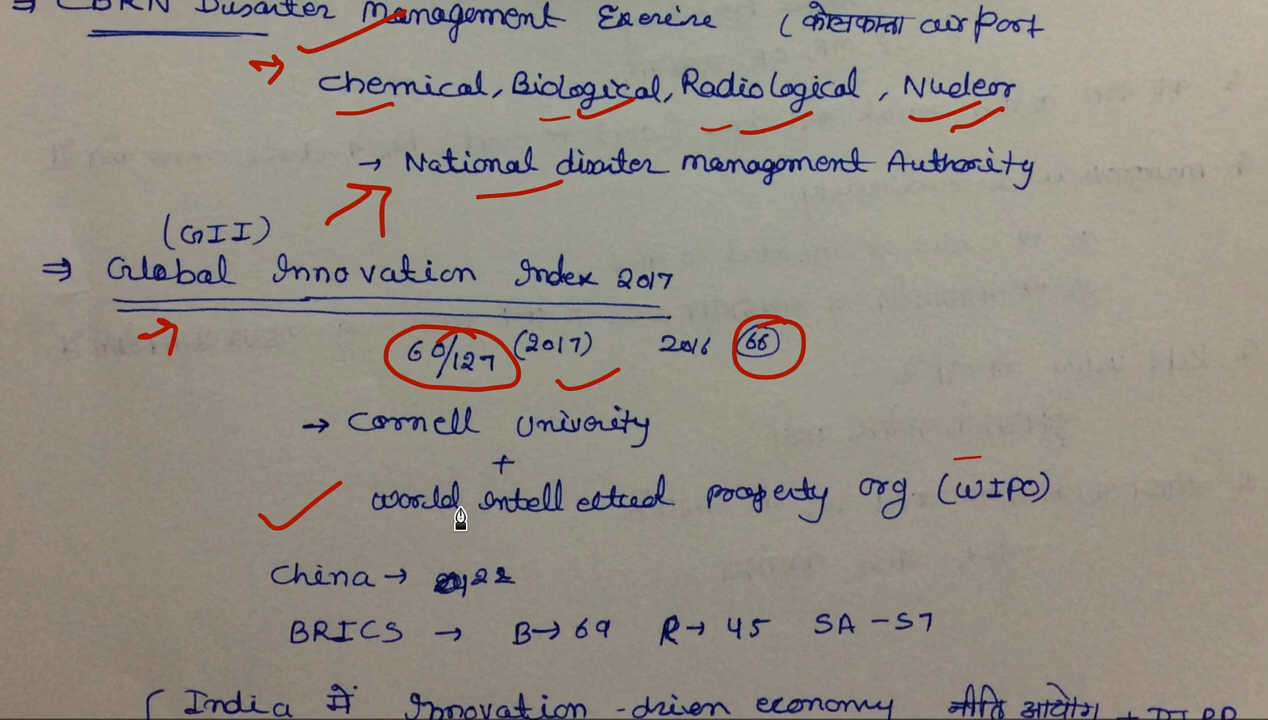 ⇒ CBRN Disaster Management Exercise (कोलकाता airport
→ Chemical, Biological, Radiological, Nuclear
→ National disaster management Authority
(GII)
⇒ Global Innovation Index 2017
60/127 (2017) 2016 66
→ Cornell University
+
World Intellectual property org. (WIPO)
China → 22
BRICS → B→ 69 R→ 45 SA - 57
( India में Innovation-driven economy नीति आयोग +